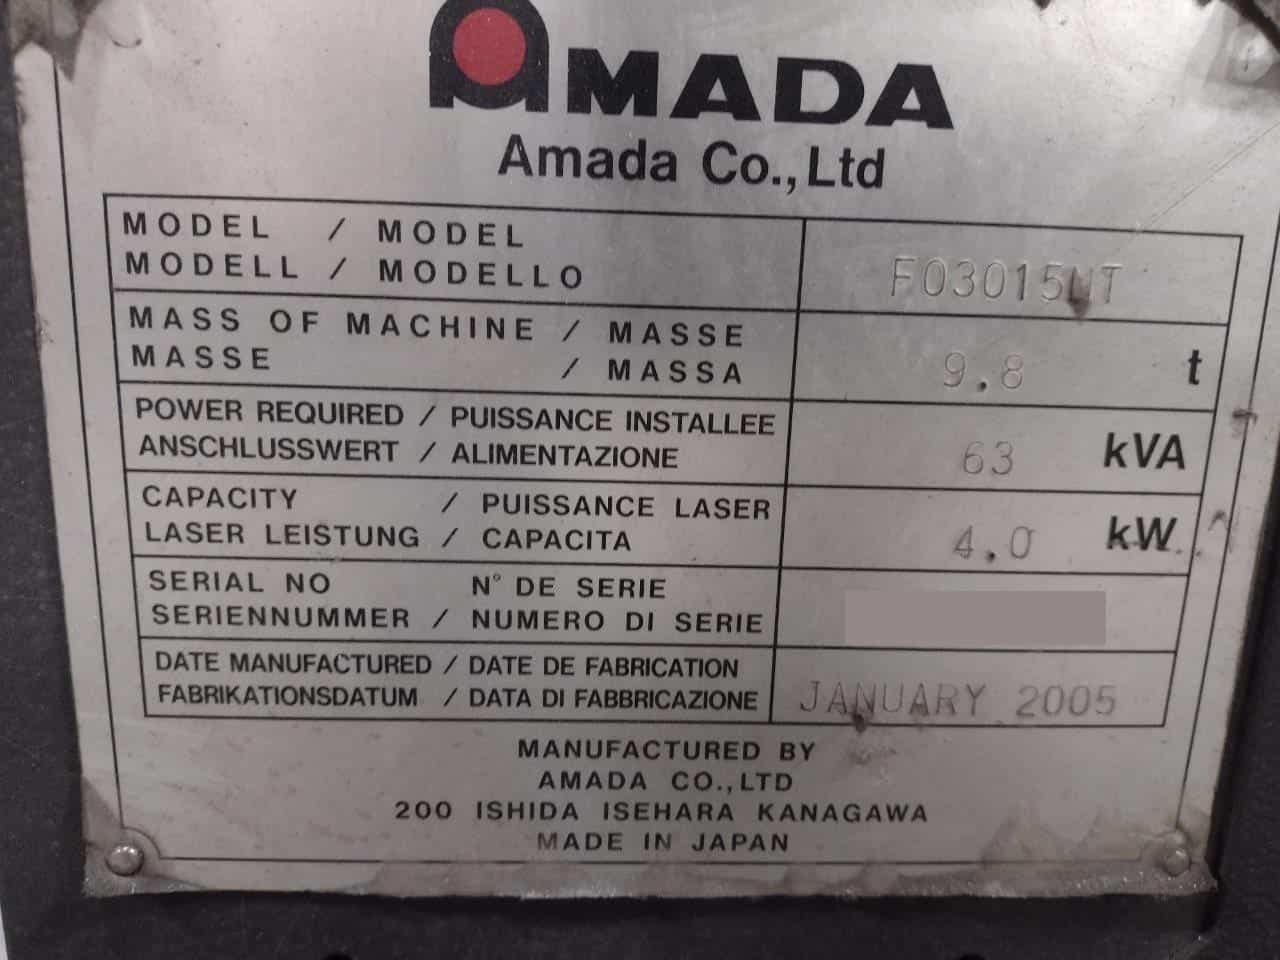 AMADA
Amada Co.,Ltd
MODEL / MODEL
MODELL / MODELLO
F03015NT
MASS OF MACHINE / MASSE
MASSE / MASSA
9.8 t
POWER REQUIRED / PUISSANCE INSTALLEE
ANSCHLUSSWERT / ALIMENTAZIONE
63 kVA
CAPACITY / PUISSANCE LASER
LASER LEISTUNG / CAPACITA
4.0 kW
SERIAL NO N° DE SERIE
SERIENNUMMER / NUMERO DI SERIE
DATE MANUFACTURED / DATE DE FABRICATION
FABRIKATIONSDATUM / DATA DI FABBRICAZIONE
JANUARY 2005
MANUFACTURED BY
AMADA CO.,LTD
200 ISHIDA ISEHARA KANAGAWA
MADE IN JAPAN